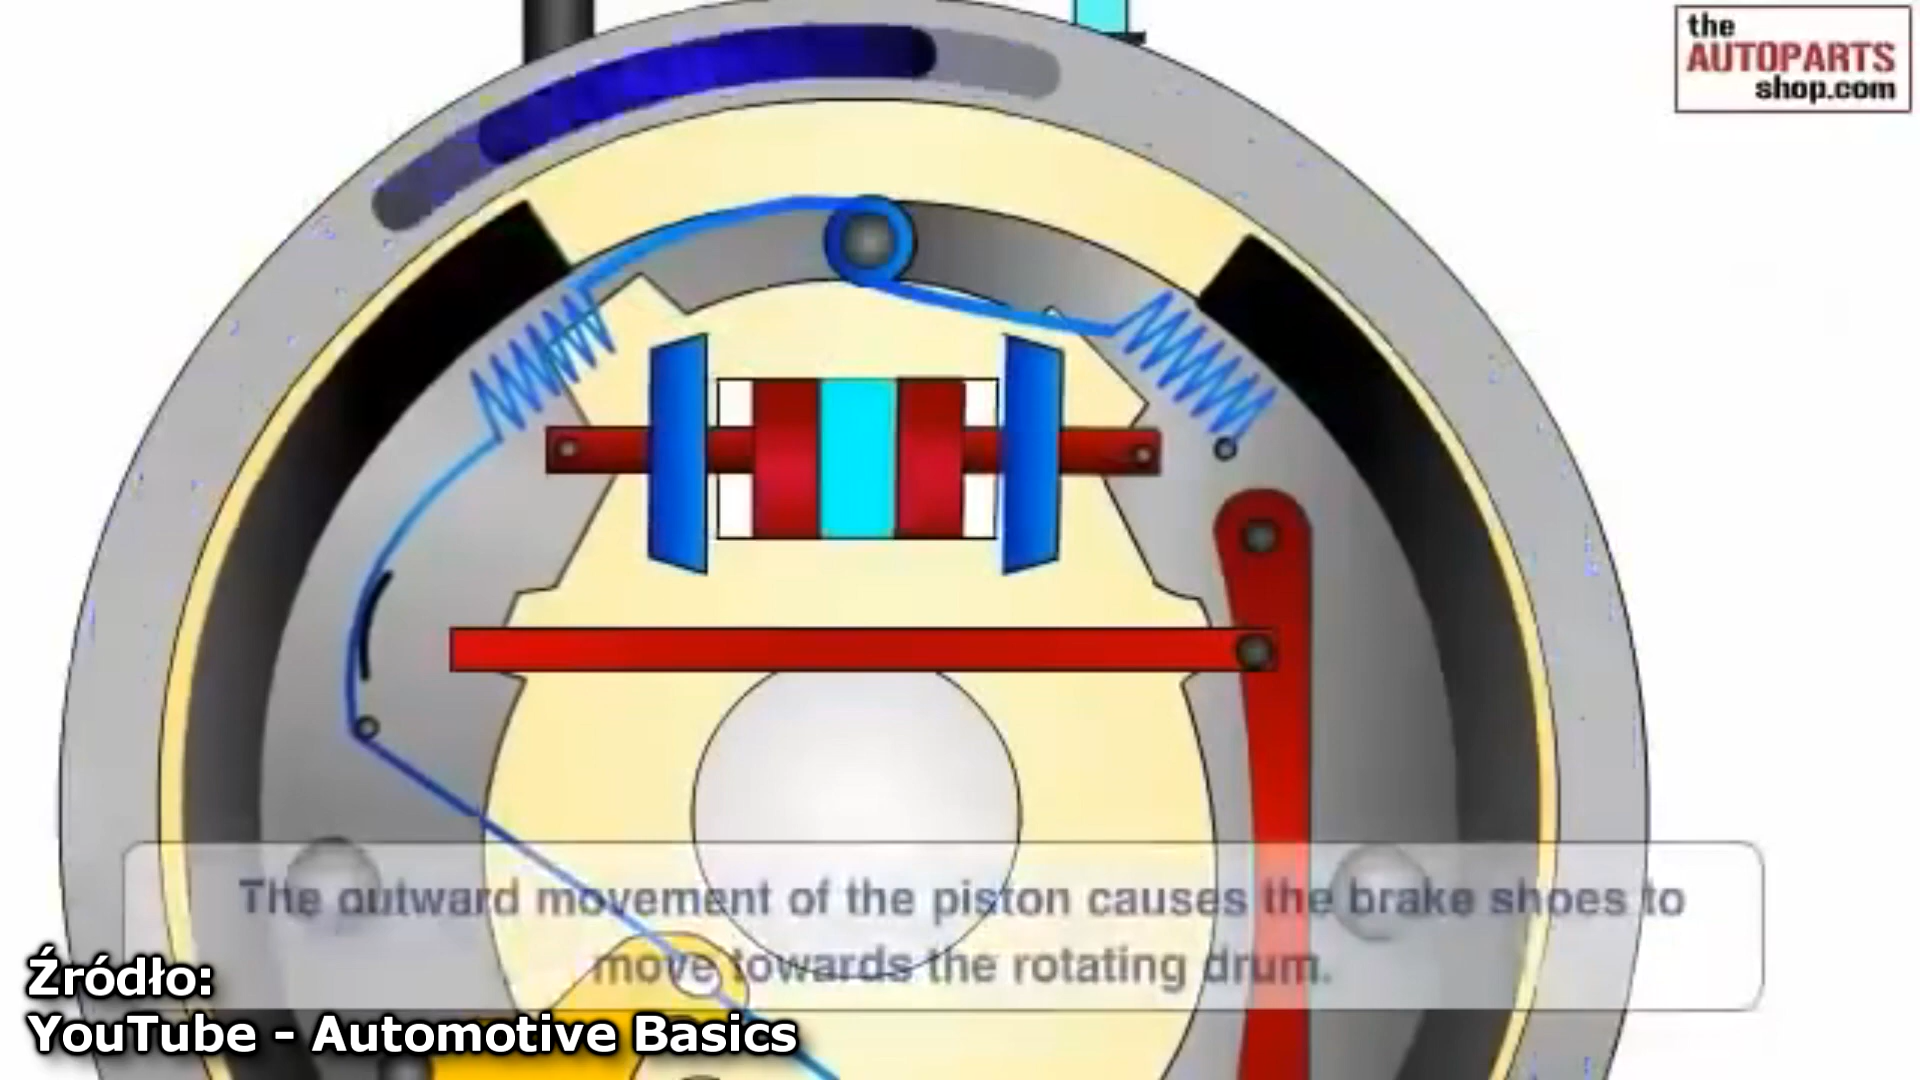 the
AUTOPARTS
shop.com
The outward movement of the piston causes the brake shoes to
move towards the rotating drum.
Źródło:
YouTube - Automotive Basics